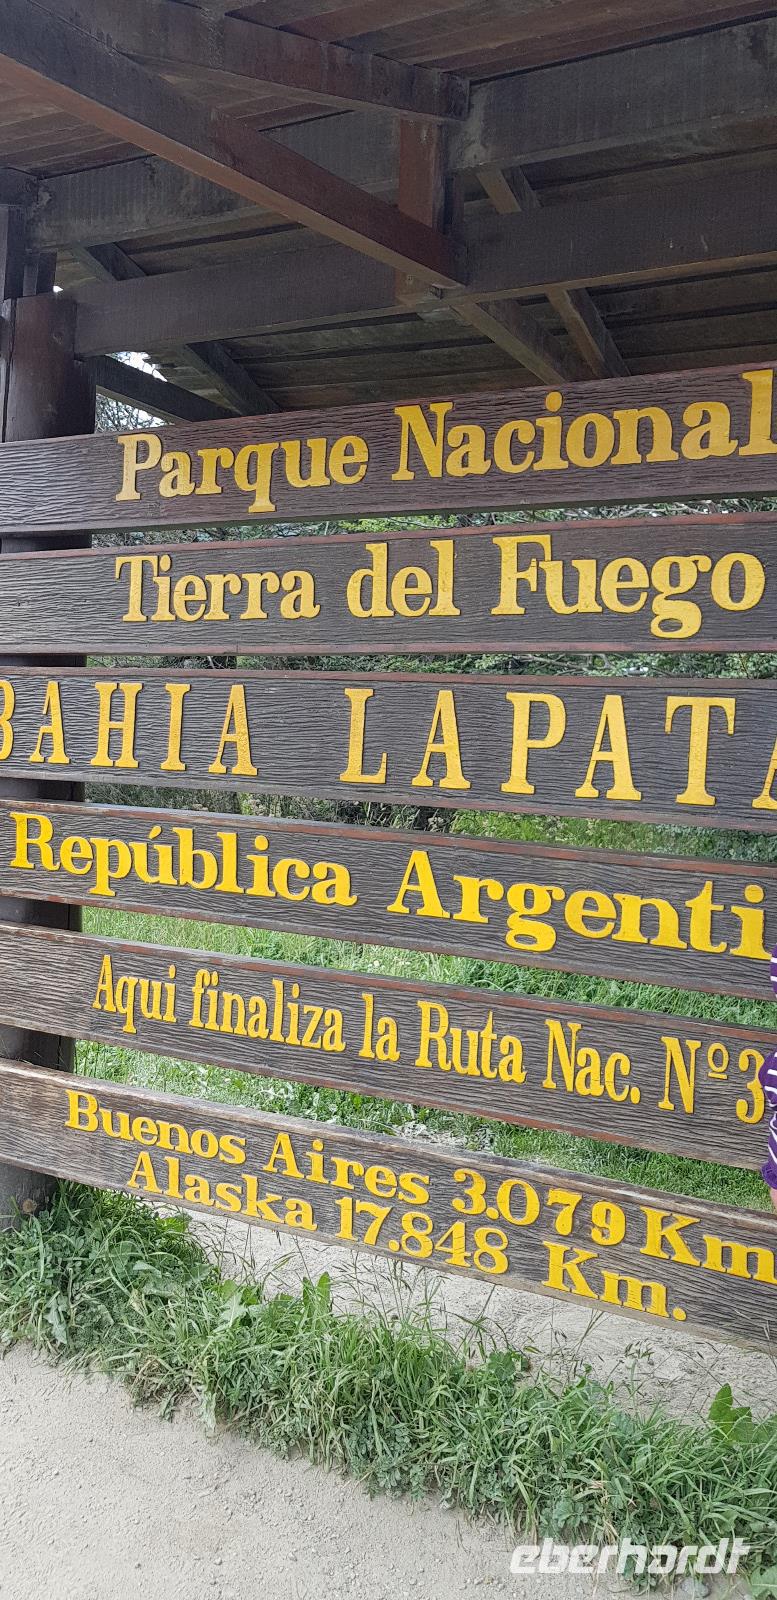 Parque Nacional
Tierra del Fuego
BAHIA LAPATA
República Argenti
Aqui finaliza la Ruta Nac. Nº3
Buenos Aires 3.079 Km
Alaska 17.848 Km.
eberhardt